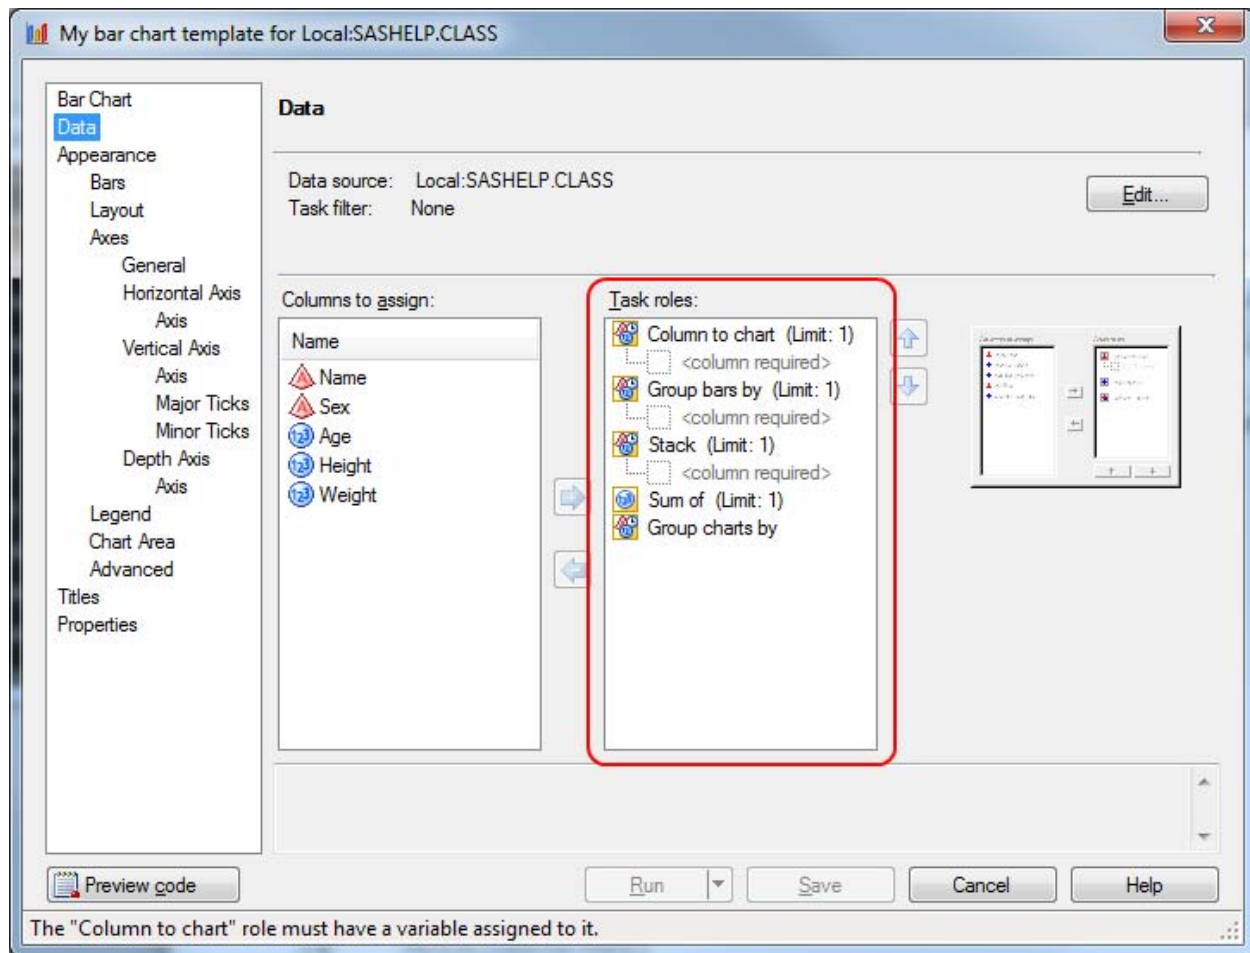 My bar chart template for Local:SASHELP.CLASS
Bar Chart
Data
Appearance
Bars
Layout
Axes
General
Horizontal Axis
Axis
Vertical Axis
Axis
Major Ticks
Minor Ticks
Depth Axis
Axis
Legend
Chart Area
Advanced
Titles
Properties
Data
Data source: Local:SASHELP.CLASS
Task filter: None
Edit...
Columns to assign:
Name
Name
Sex
Age
Height
Weight
Task roles:
Column to chart (Limit: 1)
<column required>
Group bars by (Limit: 1)
<column required>
Stack (Limit: 1)
<column required>
Sum of (Limit: 1)
Group charts by
Preview code
Run
Save
Cancel
Help
The "Column to chart" role must have a variable assigned to it.